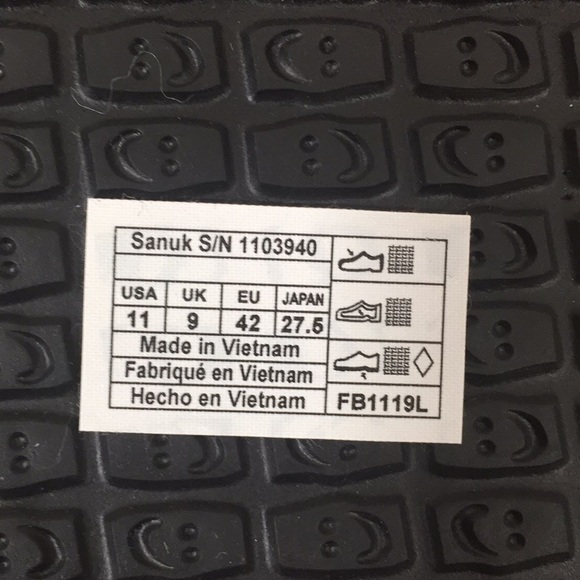 Sanuk S/N 1103940
USA UK EU JAPAN
11 9 42 27.5
Made in Vietnam
Fabriqué en Vietnam
Hecho en Vietnam
FB1119L